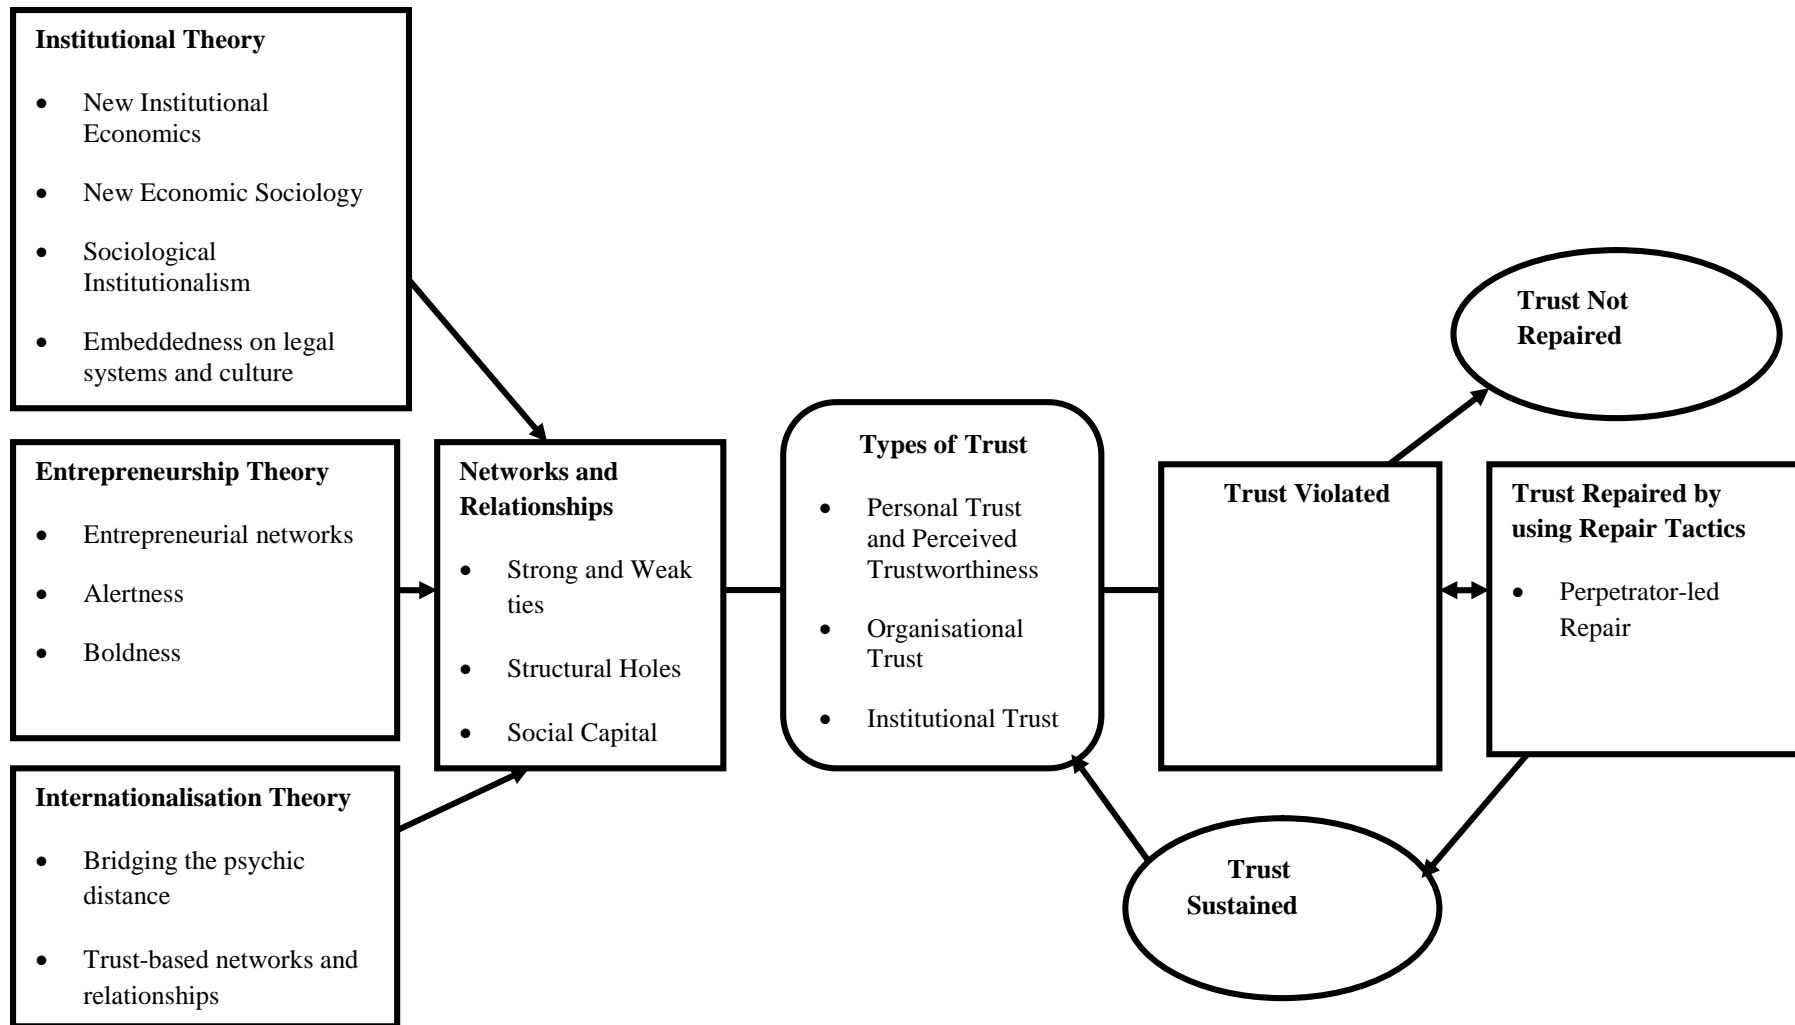 Institutional Theory
• New Institutional
Economics
• New Economic Sociology
• Sociological
Institutionalism
• Embeddedness on legal
systems and culture
Entrepreneurship Theory
• Entrepreneurial networks
• Alertness
• Boldness
Internationalisation Theory
• Bridging the psychic
distance
• Trust-based networks and
relationships
Networks and
Relationships
• Strong and Weak
ties
• Structural Holes
• Social Capital
Types of Trust
• Personal Trust
and Perceived
Trustworthiness
• Organisational
Trust
• Institutional Trust
Trust Violated
Trust Not
Repaired
Trust Repaired by
using Repair Tactics
• Perpetrator-led
Repair
Trust
Sustained